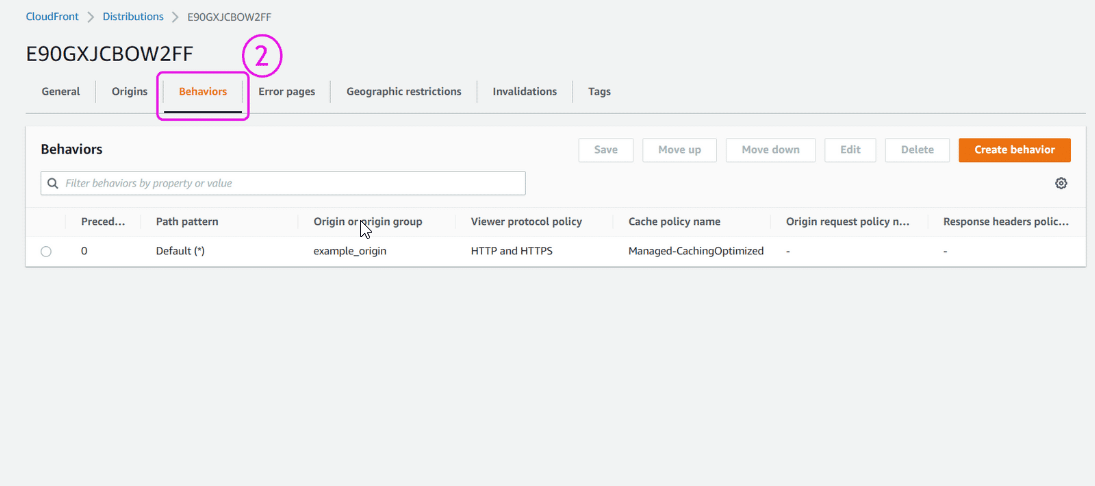 CloudFront > Distributions > E90GXJCBOW2FF
E90GXJCBOW2FF
2
General Origins Behaviors Error pages Geographic restrictions Invalidations Tags
Behaviors Save Move up Move down Edit Delete Create behavior
Filter behaviors by property or value
Preced... Path pattern Origin or origin group Viewer protocol policy Cache policy name Origin request policy n... Response headers polic...
0 Default (*) example_origin HTTP and HTTPS Managed-CachingOptimized - -